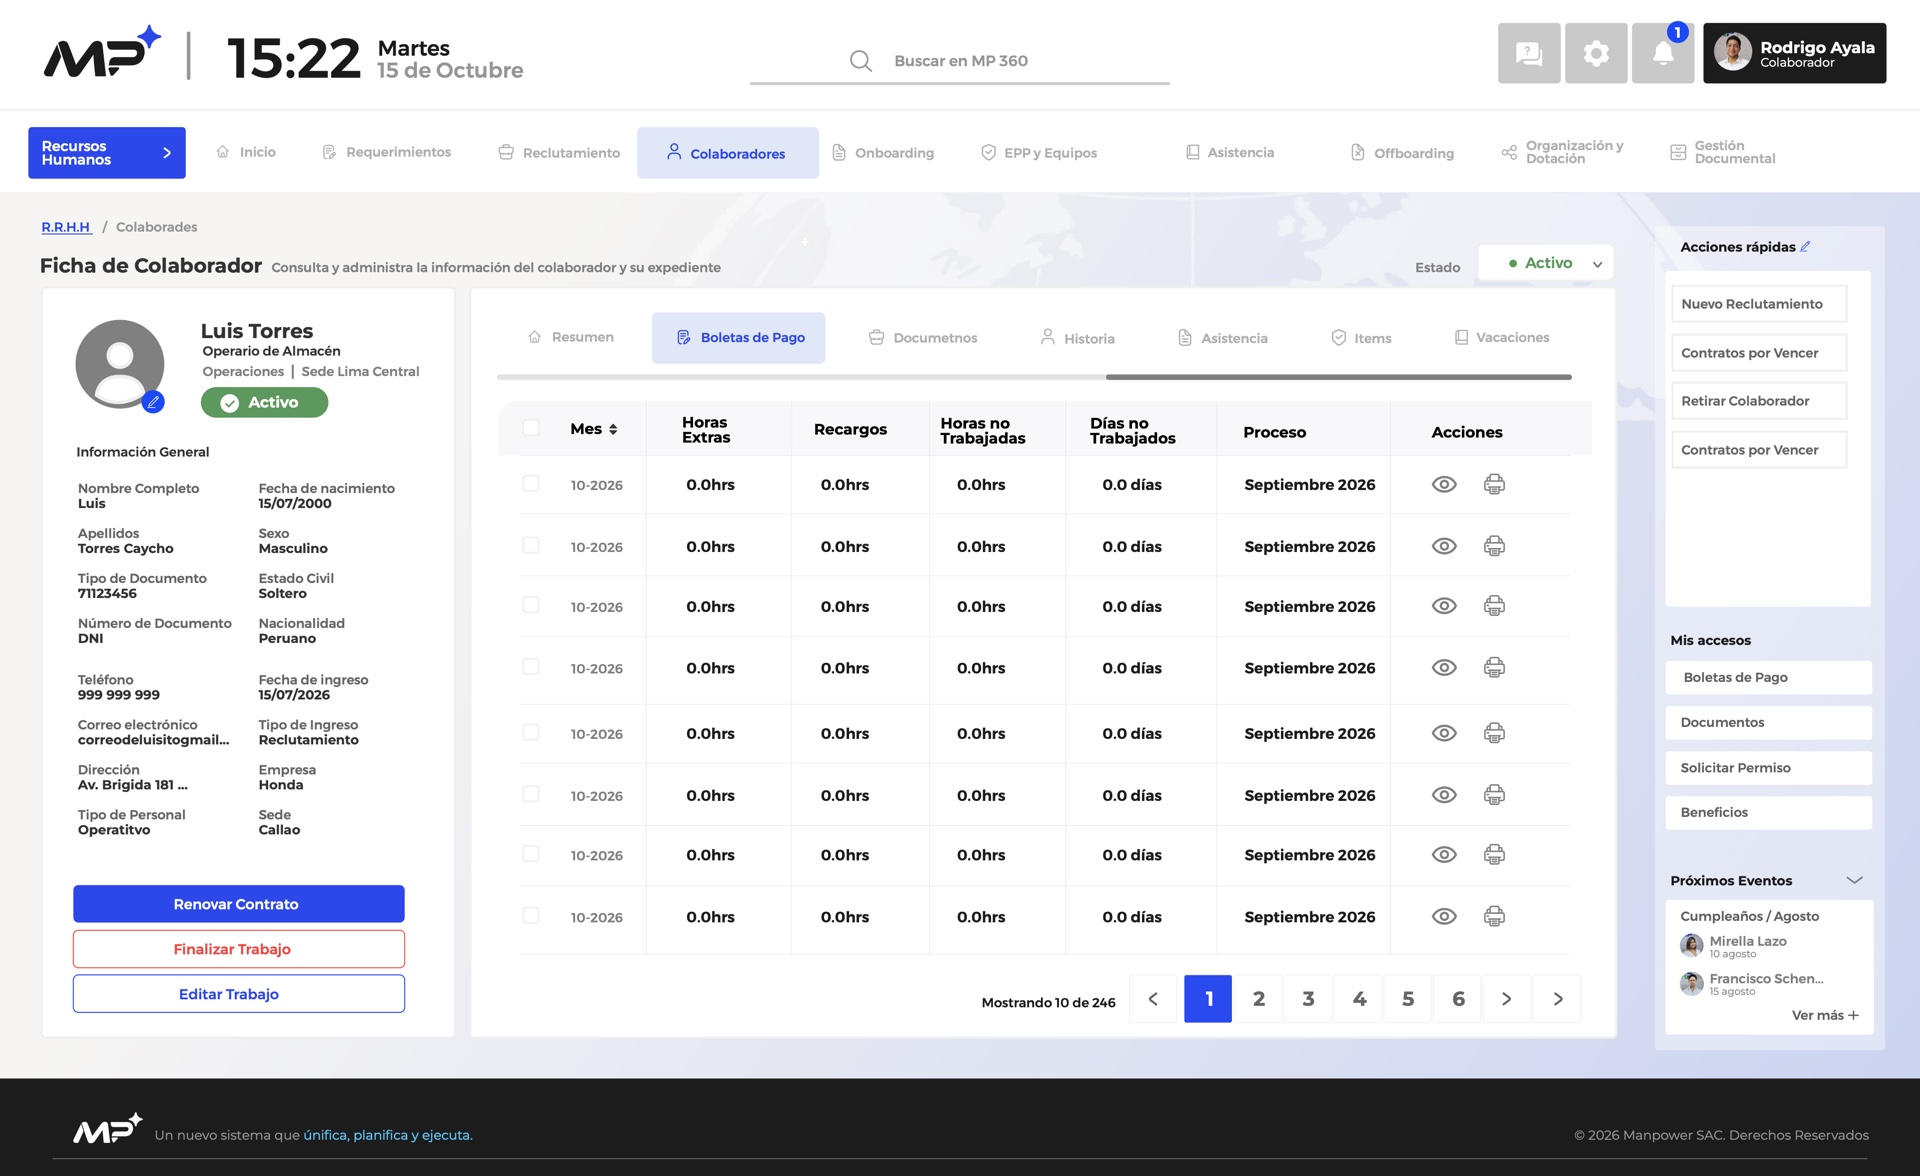 MP
15:22
Martes
15 de Octubre
Buscar en MP 360
1
Rodrigo Ayala
Colaborador
Recursos
Humanos
Inicio
Requerimientos
Reclutamiento
Colaboradores
Onboarding
EPP y Equipos
Asistencia
Offboarding
Organización y
Dotación
Gestión
Documental
R.R.H.H / Colaborades
Ficha de Colaborador
Consulta y administra la información del colaborador y su expediente
Estado
Activo
Luis Torres
Operario de Almacén
Operaciones | Sede Lima Central
Activo
Información General
Nombre Completo
Luis
Fecha de nacimiento
15/07/2000
Apellidos
Torres Caycho
Sexo
Masculino
Tipo de Documento
71123456
Estado Civil
Soltero
Número de Documento
DNI
Nacionalidad
Peruano
Teléfono
999 999 999
Fecha de ingreso
15/07/2026
Correo electrónico
correodeluisitogmail...
Tipo de Ingreso
Reclutamiento
Dirección
Av. Brigida 181 ...
Empresa
Honda
Tipo de Personal
Operatitvo
Sede
Callao
Renovar Contrato
Finalizar Trabajo
Editar Trabajo
Resumen
Boletas de Pago
Documetnos
Historia
Asistencia
Items
Vacaciones
Mes
Horas
Extras
Recargos
Horas no
Trabajadas
Días no
Trabajados
Proceso
Acciones
10-2026 0.0hrs 0.0hrs 0.0hrs 0.0 días Septiembre 2026
10-2026 0.0hrs 0.0hrs 0.0hrs 0.0 días Septiembre 2026
10-2026 0.0hrs 0.0hrs 0.0hrs 0.0 días Septiembre 2026
10-2026 0.0hrs 0.0hrs 0.0hrs 0.0 días Septiembre 2026
10-2026 0.0hrs 0.0hrs 0.0hrs 0.0 días Septiembre 2026
10-2026 0.0hrs 0.0hrs 0.0hrs 0.0 días Septiembre 2026
10-2026 0.0hrs 0.0hrs 0.0hrs 0.0 días Septiembre 2026
10-2026 0.0hrs 0.0hrs 0.0hrs 0.0 días Septiembre 2026
Mostrando 10 de 246
< 1 2 3 4 5 6 > >
Acciones rápidas
Nuevo Reclutamiento
Contratos por Vencer
Retirar Colaborador
Contratos por Vencer
Mis accesos
Boletas de Pago
Documentos
Solicitar Permiso
Beneficios
Próximos Eventos
Cumpleaños / Agosto
Mirella Lazo
10 agosto
Francisco Schen...
15 agosto
Ver más +
MP
Un nuevo sistema que únifica, planifica y ejecuta.
© 2026 Manpower SAC. Derechos Reservados